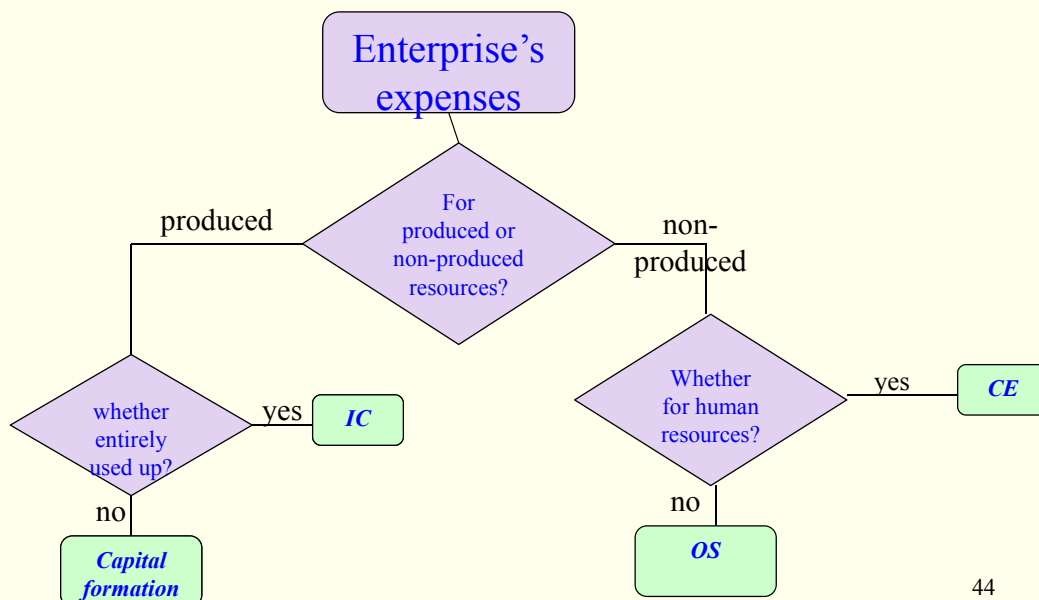 Enterprise’s
expenses
For
produced or
non-produced
resources?
produced
non-
produced
whether
entirely
used up?
yes
IC
no
Capital
formation
Whether
for human
resources?
yes
CE
no
OS
44